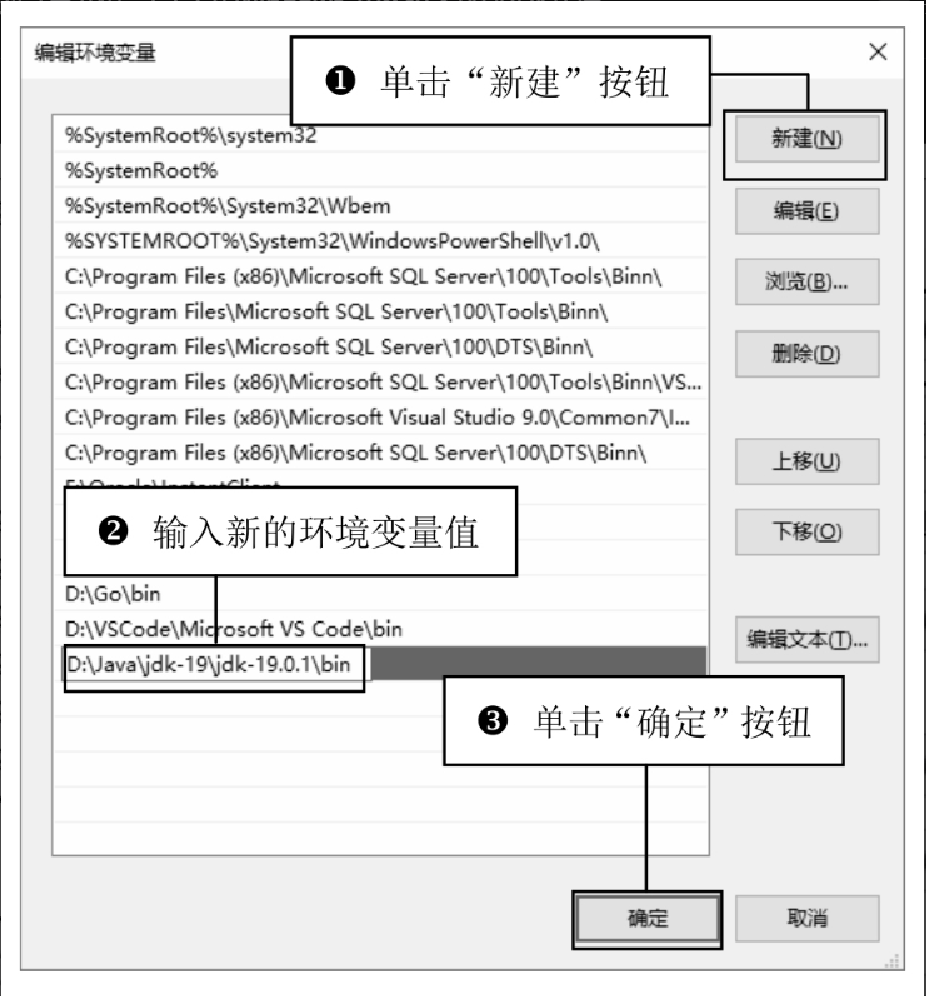 编辑环境变量
❶ 单击“新建”按钮
%SystemRoot%\system32
新建(N)
%SystemRoot%
%SystemRoot%\System32\Wbem
编辑(E)
%SYSTEMROOT%\System32\WindowsPowerShell\v1.0\
C:\Program Files (x86)\Microsoft SQL Server\100\Tools\Binn\
浏览(B)...
C:\Program Files\Microsoft SQL Server\100\Tools\Binn\
C:\Program Files\Microsoft SQL Server\100\DTS\Binn\
删除(D)
C:\Program Files (x86)\Microsoft SQL Server\100\Tools\Binn\VS...
C:\Program Files (x86)\Microsoft Visual Studio 9.0\Common7\I...
C:\Program Files (x86)\Microsoft SQL Server\100\DTS\Binn\
上移(U)
❷ 输入新的环境变量值
下移(O)
D:\Go\bin
D:\VSCode\Microsoft VS Code\bin
编辑文本(T)...
D:\Java\jdk-19\jdk-19.0.1\bin
❸ 单击“确定”按钮
确定
取消